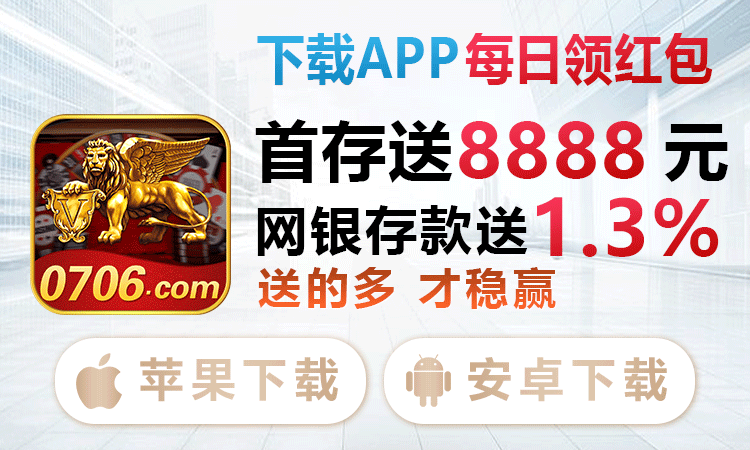 下载APP每日领红包
首存送8888元
网银存款送1.3%
送的多 才稳赢
V
0706.com
苹果下载
安卓下载